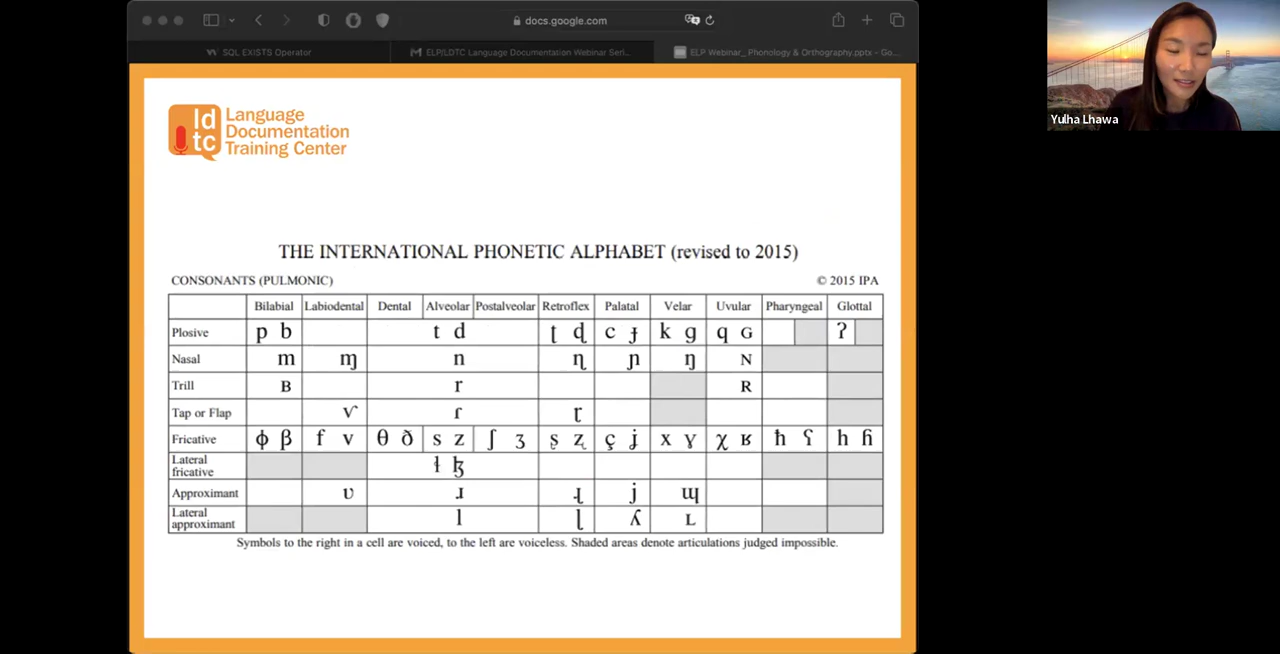 docs.google.com
SQL EXISTS Operator
ELP/LDTC Language Documentation Webinar Seri...
ELP Webinar_ Phonology & Orthography.pptx - Go...
Yulha Lhawa
ld
tc
Language
Documentation
Training Center
THE INTERNATIONAL PHONETIC ALPHABET (revised to 2015)
CONSONANTS (PULMONIC) © 2015 IPA
Bilabial Labiodental Dental Alveolar Postalveolar Retroflex Palatal Velar Uvular Pharyngeal Glottal
Plosive p b t d ʈ ɖ c ɟ k ɡ q ɢ ʔ
Nasal m ɱ n ɳ ɲ ŋ ɴ
Trill ʙ r ʀ
Tap or Flap ⱱ ɾ ɽ
Fricative ɸ β f v θ ð s z ʃ ʒ ʂ ʐ ç ʝ x ɣ χ ʁ ħ ʕ h ɦ
Lateral
fricative ɬ ɮ
Approximant ʋ ɹ ɻ j ɰ
Lateral
approximant l ɭ ʎ ʟ
Symbols to the right in a cell are voiced, to the left are voiceless. Shaded areas denote articulations judged impossible.